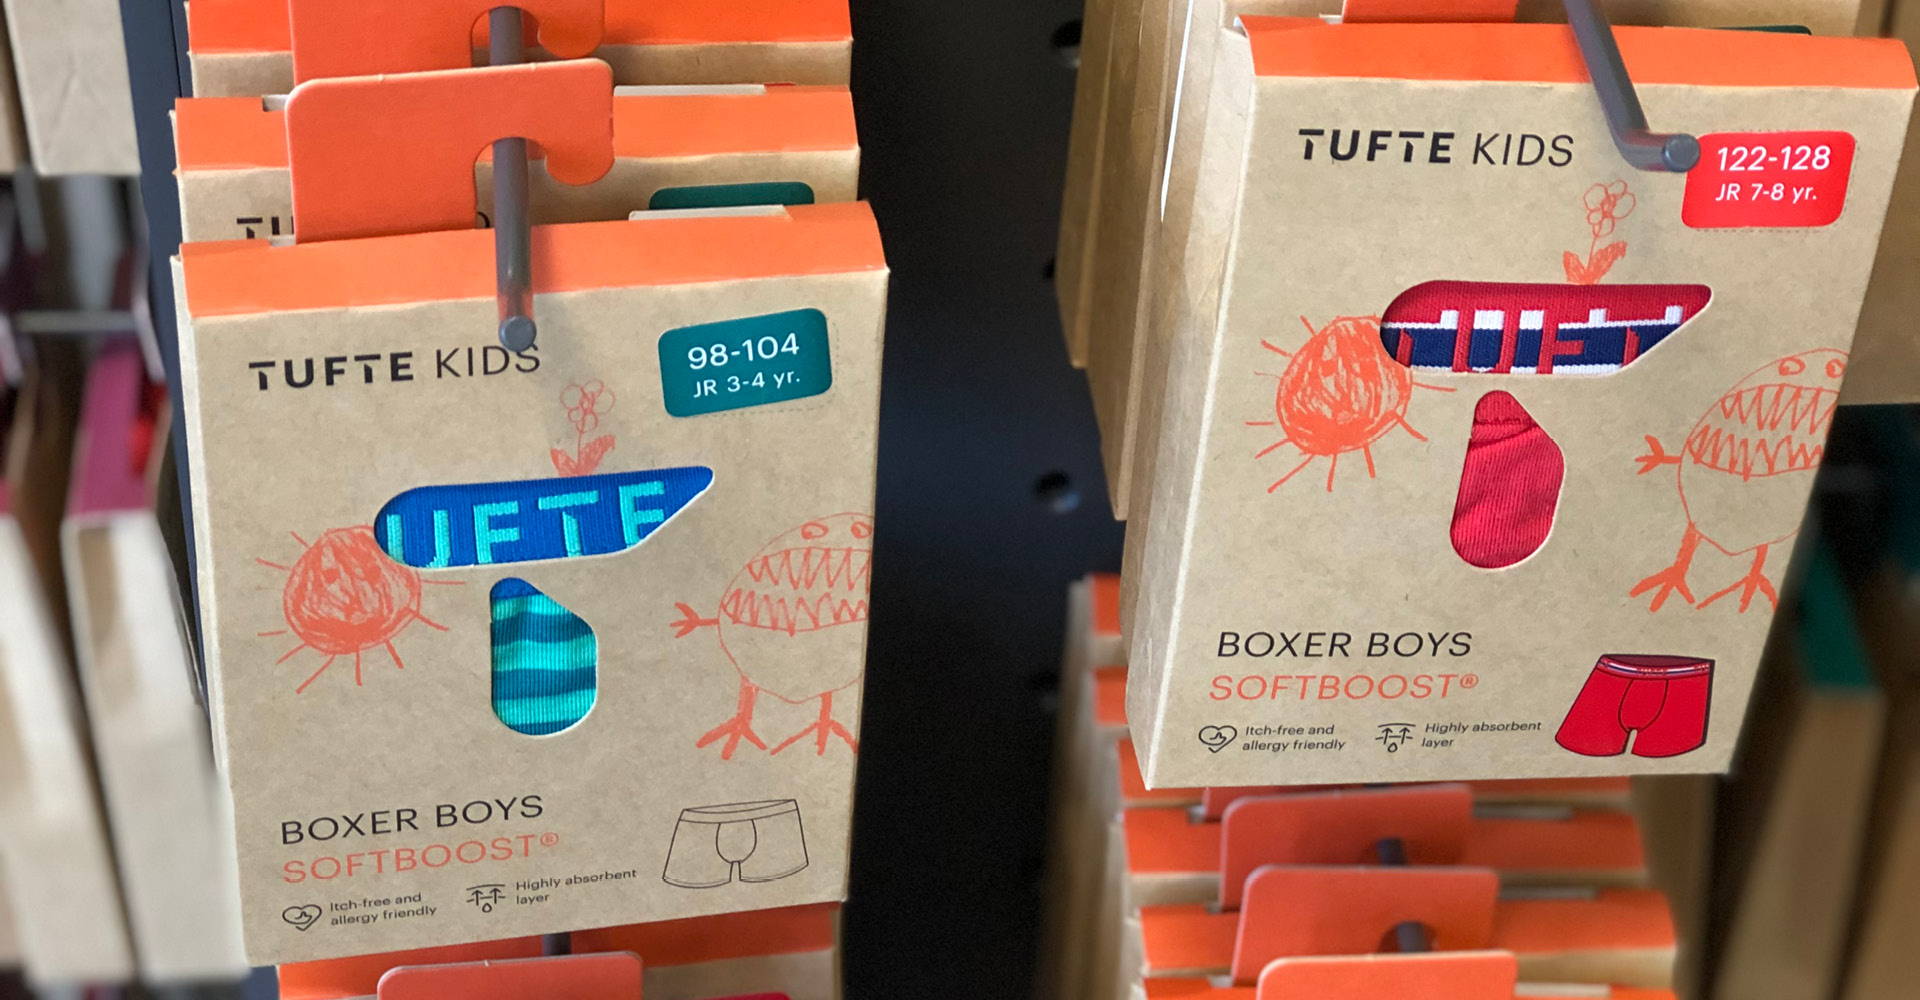 TUFTE KIDS
98-104
JR 3-4 yr.
UFTE
BOXER BOYS
SOFTBOOST®
Itch-free and
allergy friendly
Highly absorbent
layer
TUFTE KIDS
122-128
JR 7-8 yr.
TUFT
BOXER BOYS
SOFTBOOST®
Itch-free and
allergy friendly
Highly absorbent
layer